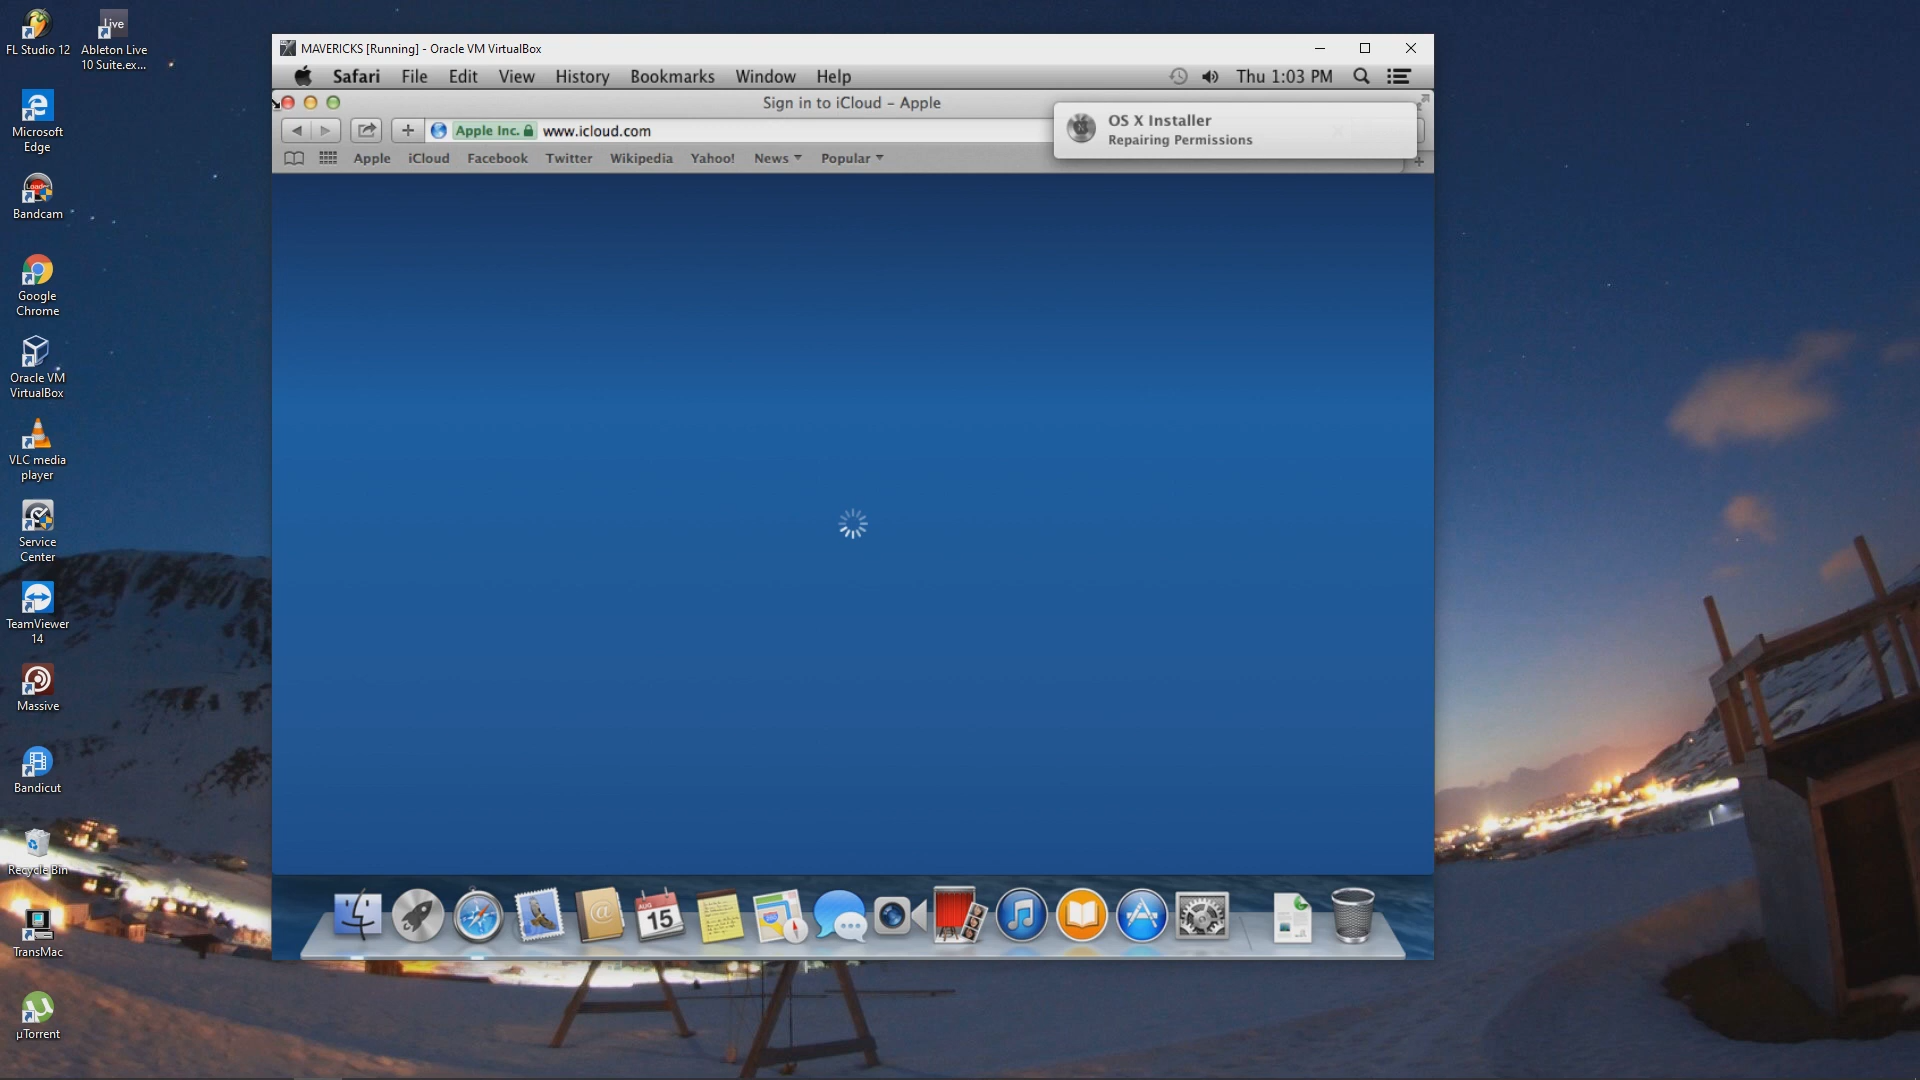 FL Studio 12
Live
Ableton Live
10 Suite.ex...
Microsoft
Edge
Loader
Bandcam
Google
Chrome
Oracle VM
VirtualBox
VLC media
player
Service
Center
TeamViewer
14
Massive
Bandicut
Recycle Bin
TransMac
µTorrent
MAVERICKS [Running] - Oracle VM VirtualBox
Safari File Edit View History Bookmarks Window Help
Thu 1:03 PM
Sign in to iCloud – Apple
Apple Inc. www.icloud.com
OS X Installer
Repairing Permissions
Apple iCloud Facebook Twitter Wikipedia Yahoo! News Popular
AUG
15